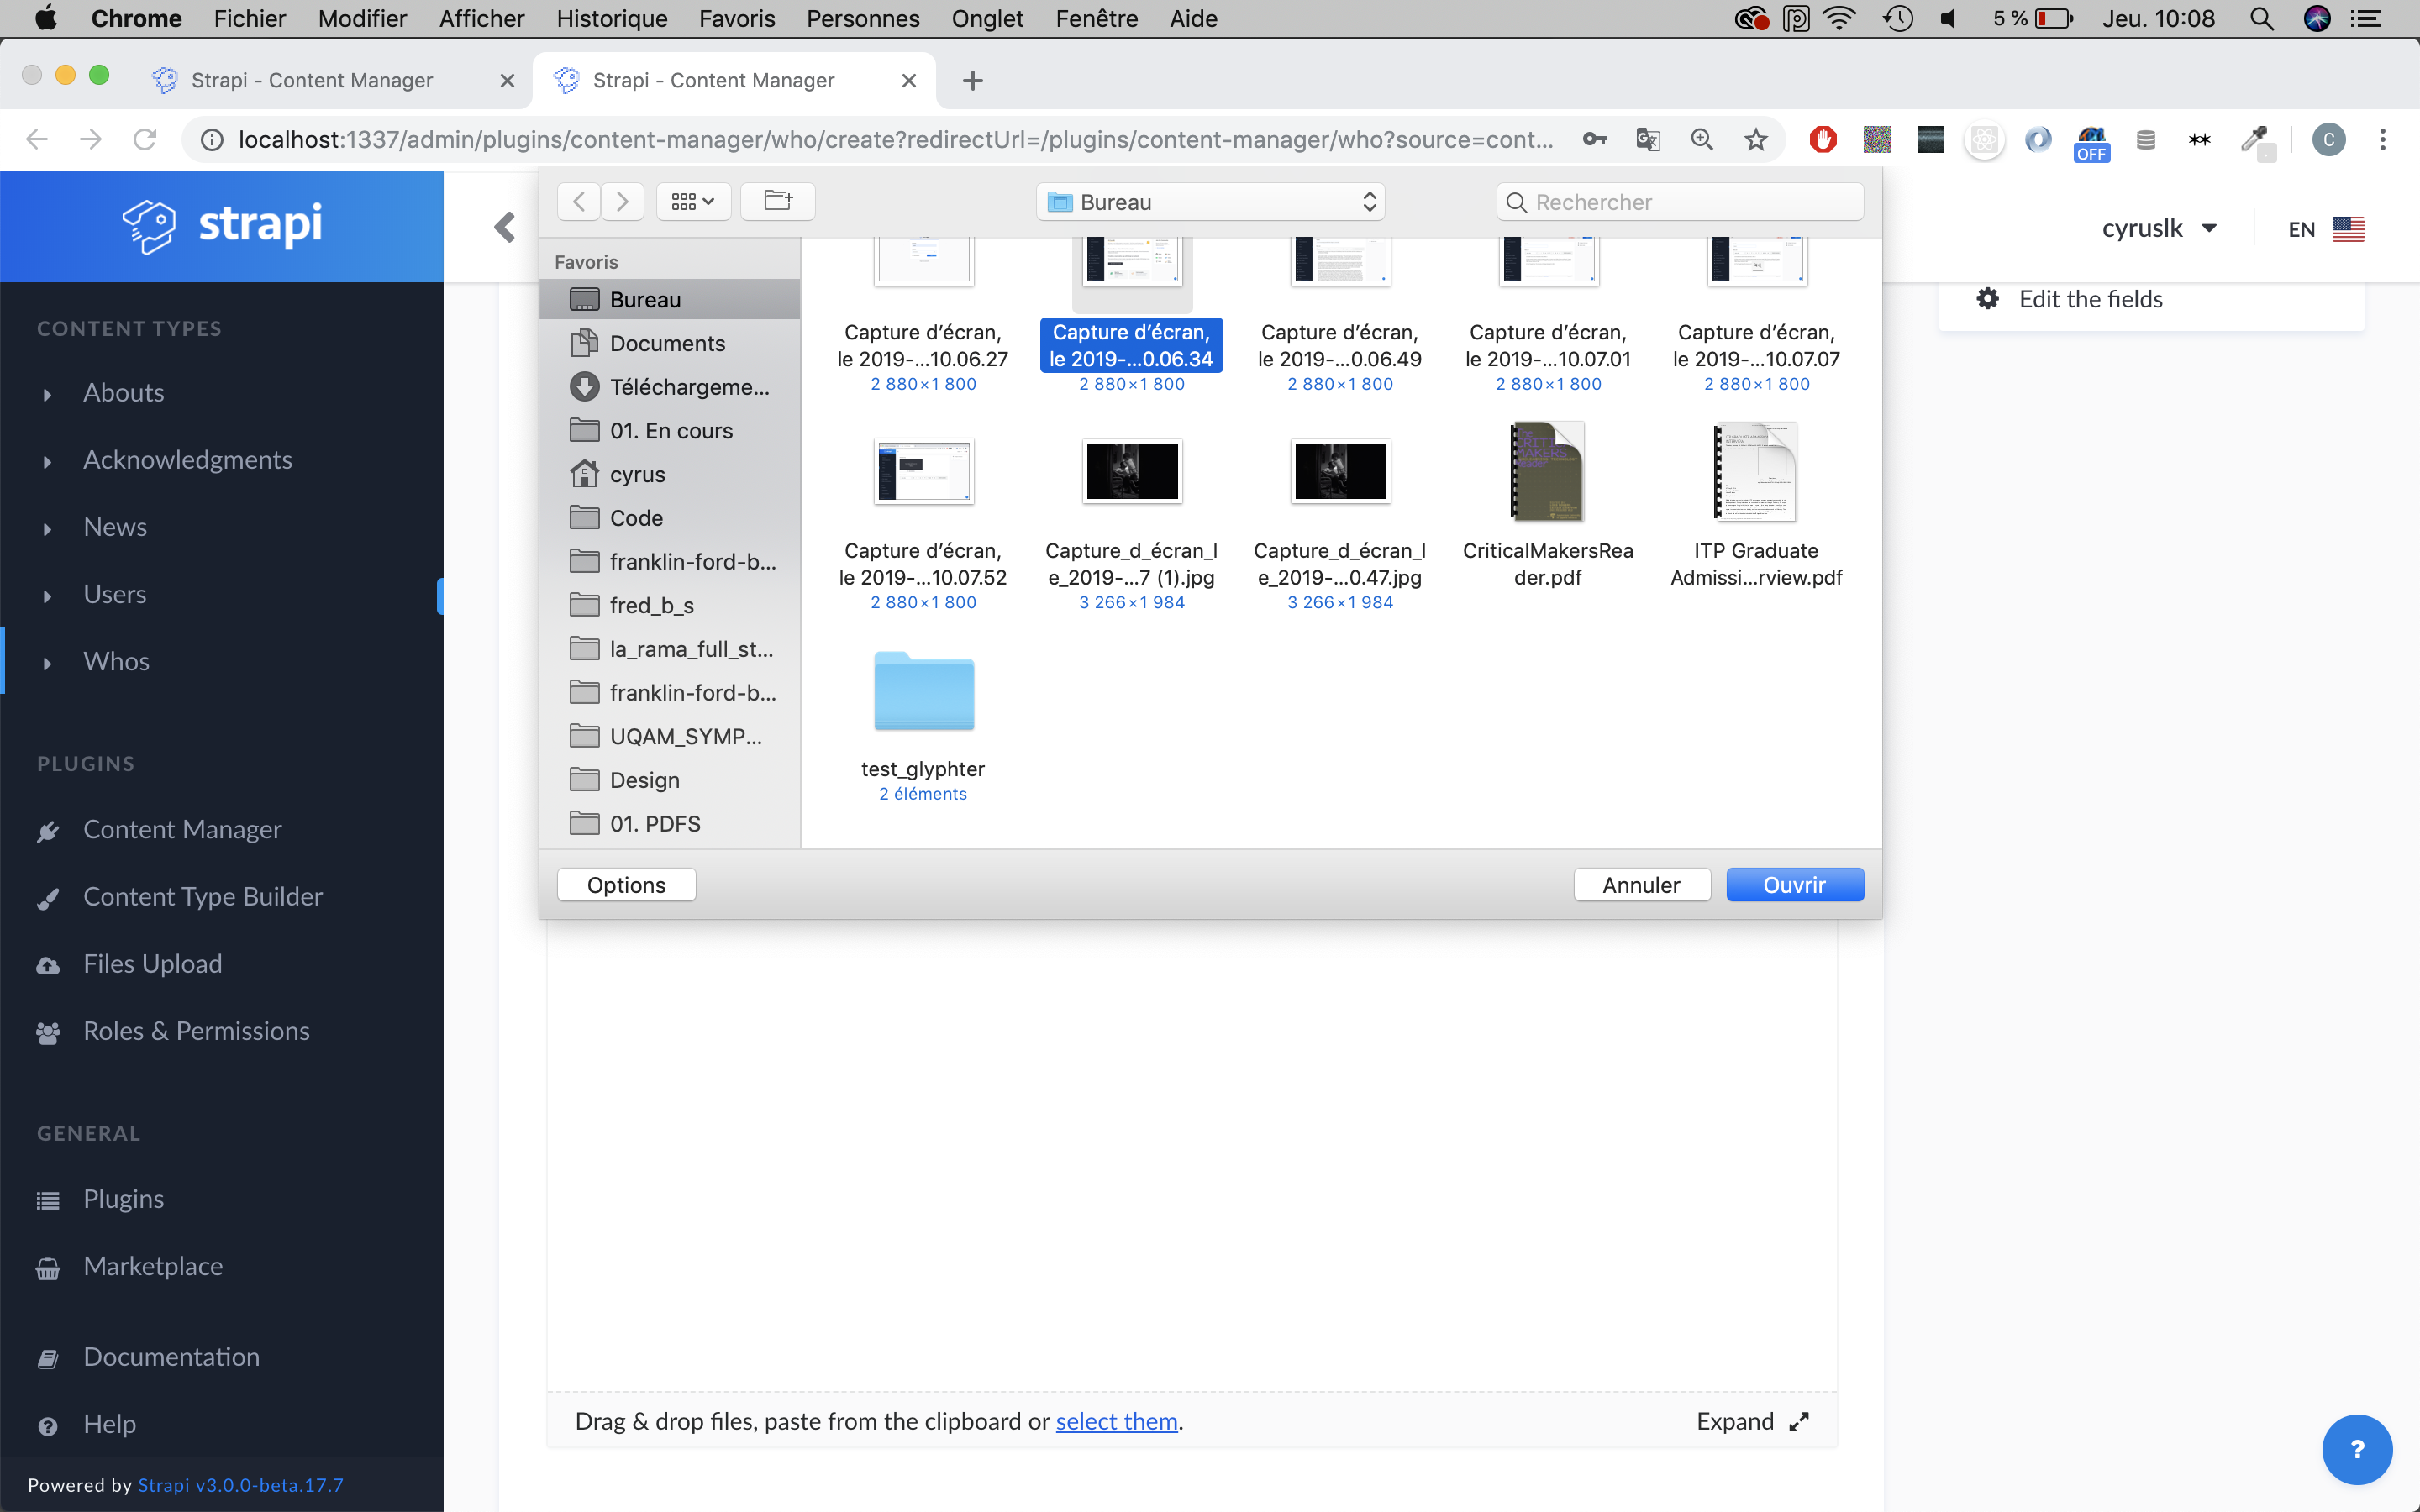 Chrome Fichier Modifier Afficher Historique Favoris Personnes Onglet Fenêtre Aide 5 % Jeu. 10:08
Strapi - Content Manager
Strapi - Content Manager
localhost:1337/admin/plugins/content-manager/who/create?redirectUrl=/plugins/content-manager/who?source=cont...
OFF
C
strapi
cyruslk
EN
Edit the fields
CONTENT TYPES
Abouts
Acknowledgments
News
Users
Whos
PLUGINS
Content Manager
Content Type Builder
Files Upload
Roles & Permissions
GENERAL
Plugins
Marketplace
Documentation
Help
Powered by Strapi v3.0.0-beta.17.7
Bureau
Rechercher
Favoris
Bureau
Documents
Téléchargeme...
01. En cours
cyrus
Code
franklin-ford-b...
fred_b_s
la_rama_full_st...
franklin-ford-b...
UQAM_SYMP...
Design
01. PDFS
Capture d’écran,
le 2019-...10.06.27
2 880×1 800
Capture d’écran,
le 2019-...0.06.34
2 880×1 800
Capture d’écran,
le 2019-...0.06.49
2 880×1 800
Capture d’écran,
le 2019-...10.07.01
2 880×1 800
Capture d’écran,
le 2019-...10.07.07
2 880×1 800
Capture d’écran,
le 2019-...10.07.52
2 880×1 800
Capture_d_écran_l
e_2019-...7 (1).jpg
3 266×1 984
Capture_d_écran_l
e_2019-...0.47.jpg
3 266×1 984
CRITI
MAKERS
CriticalMakersRea
der.pdf
ITP Graduate
Admissi...rview.pdf
test_glyphter
2 éléments
Options
Annuler
Ouvrir
Drag & drop files, paste from the clipboard or select them.
Expand
?